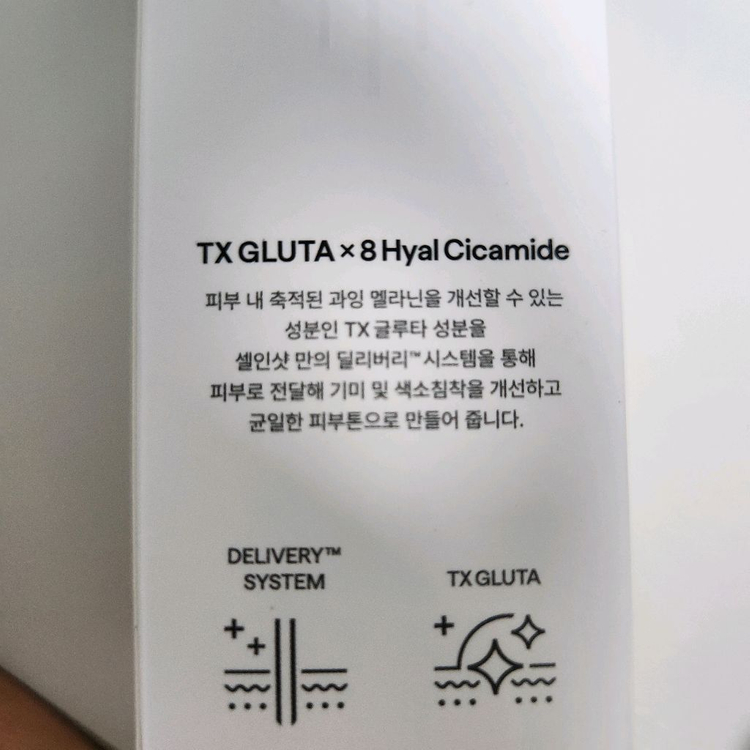 TX GLUTA × 8 Hyal Cicamide
피부 내 축적된 과잉 멜라닌을 개선할 수 있는
성분인 TX 글루타 성분을
셀인샷 만의 딜리버리™시스템을 통해
피부로 전달해 기미 및 색소침착을 개선하고
균일한 피부톤으로 만들어 줍니다.
DELIVERY™
SYSTEM
TX GLUTA